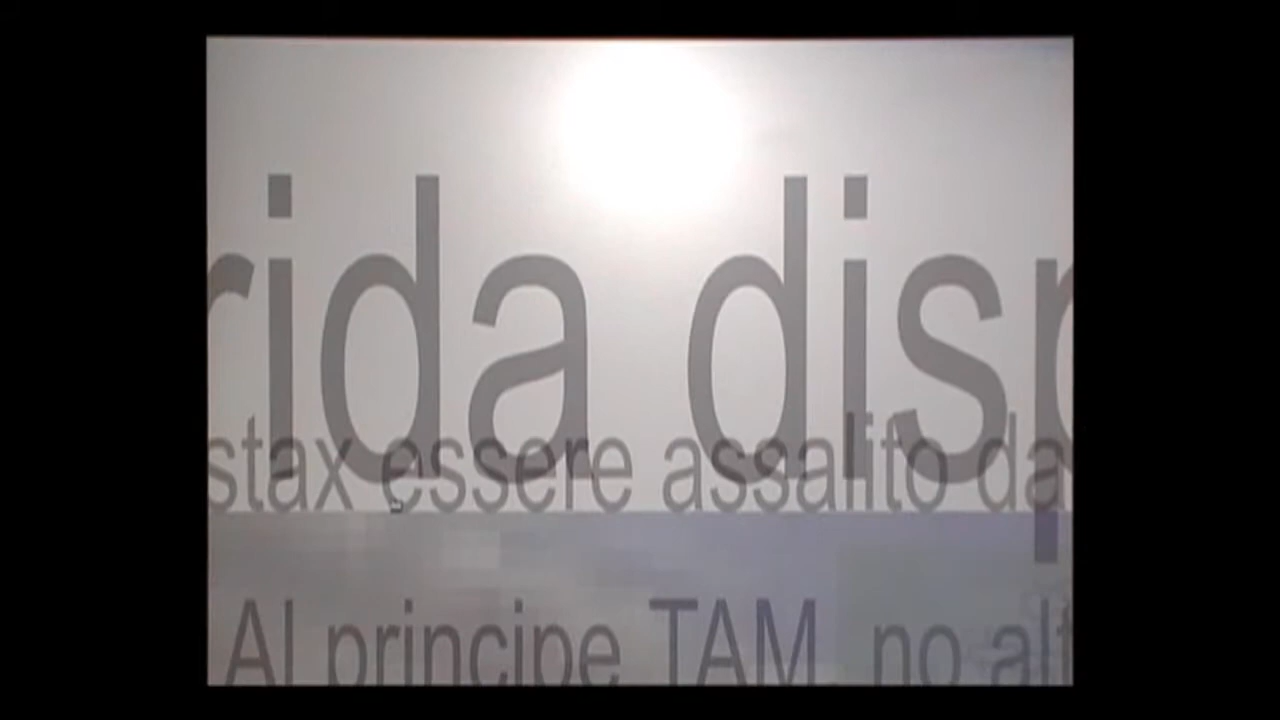 rida disp
stax essere assalito da
Al principe TAM, no alt